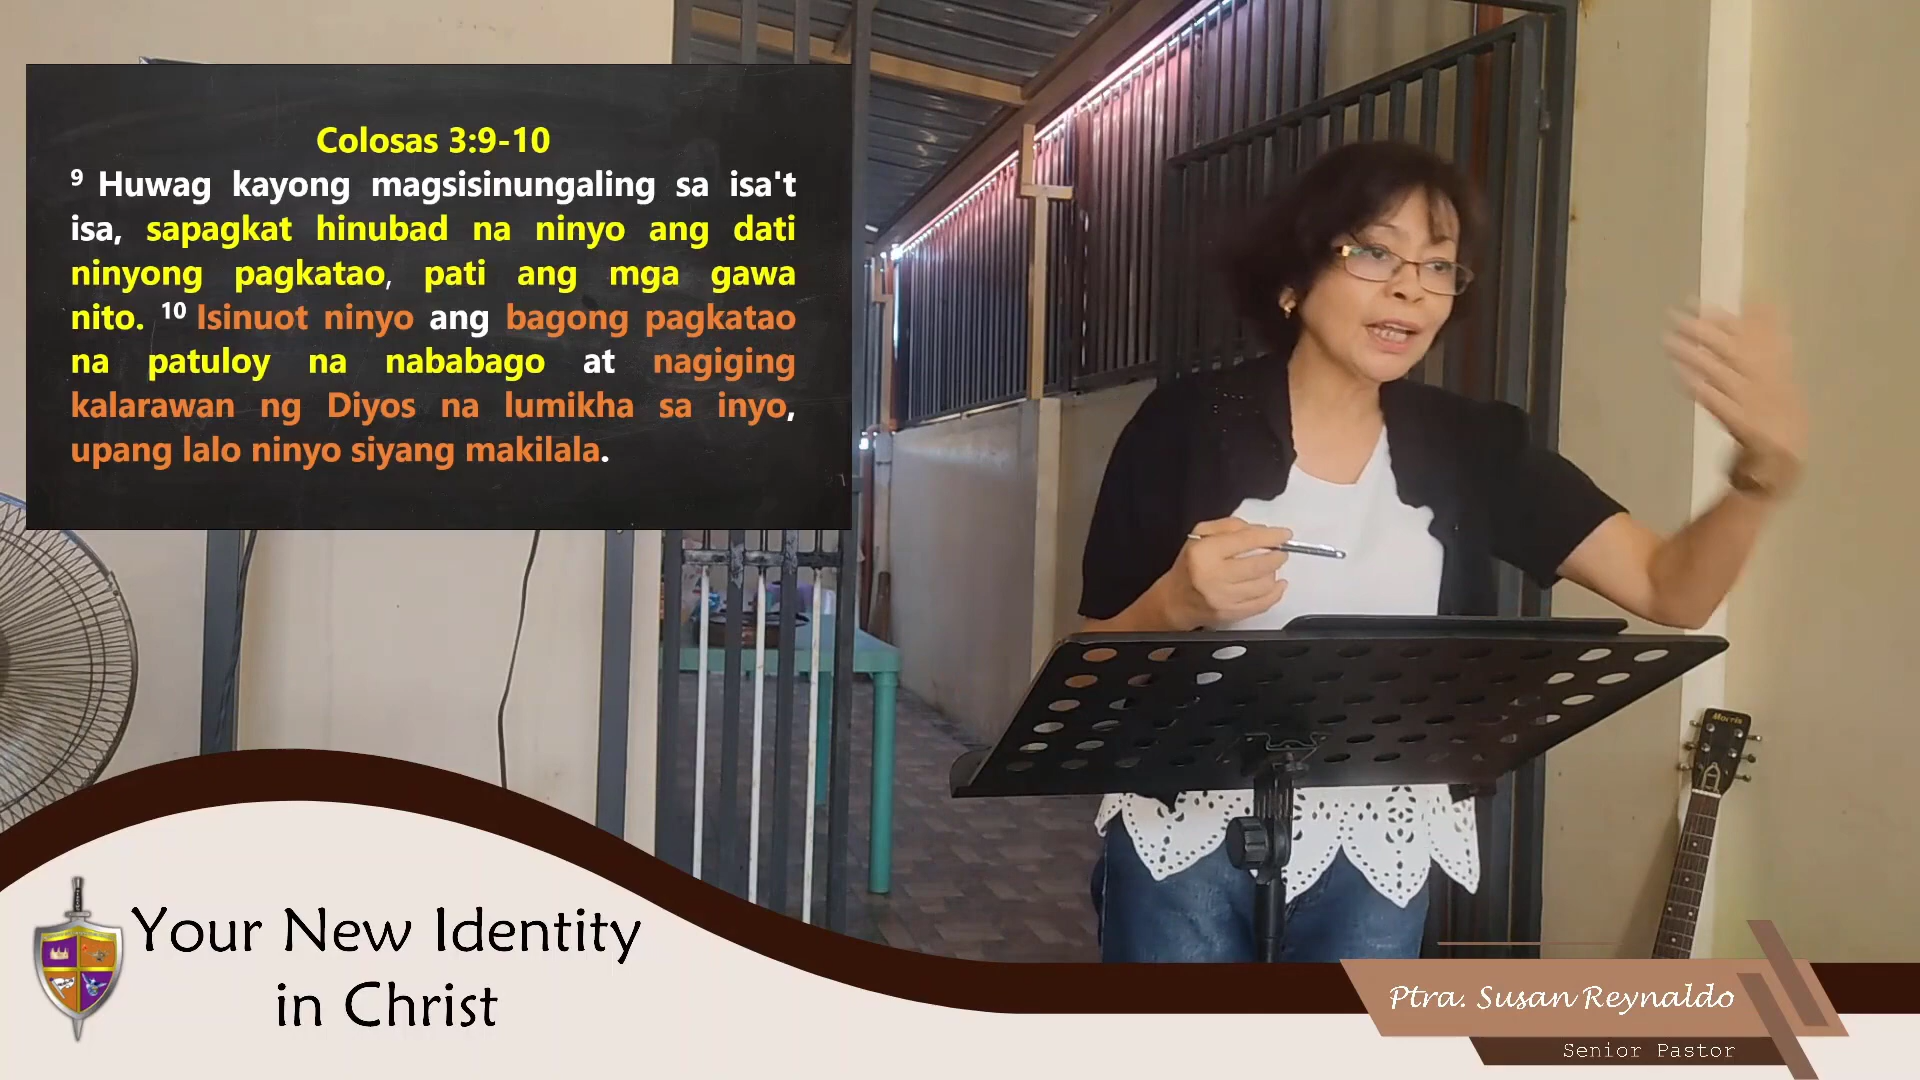 Colosas 3:9-10
9 Huwag kayong magsisinungaling sa isa't
isa, sapagkat hinubad na ninyo ang dati
ninyong pagkatao, pati ang mga gawa
nito. 10 Isinuot ninyo ang bagong pagkatao
na patuloy na nababago at nagiging
kalarawan ng Diyos na lumikha sa inyo,
upang lalo ninyo siyang makilala.
Morris
Your New Identity
in Christ
Ptra. Susan Reynaldo
Senior Pastor